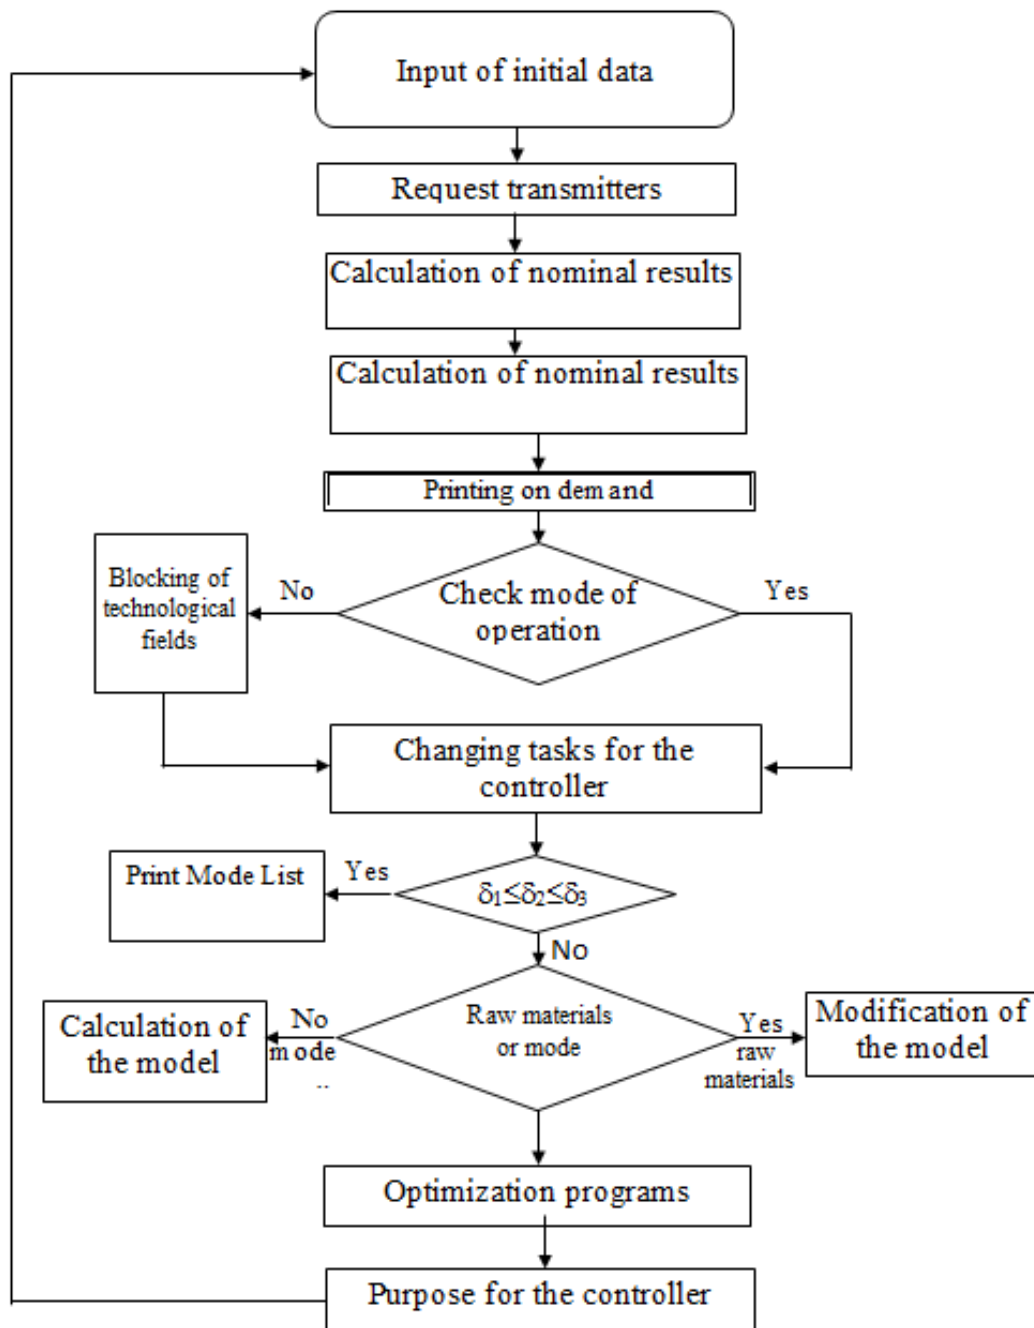 Input of initial data
Request transmitters
Calculation of nominal results
Calculation of nominal results
Printing on demand
Blocking of
technological
fields
No
Check mode of
operation
Yes
Changing tasks for the
controller
Print Mode List
Yes
δ₁≤δ₂≤δ₃
No
Calculation of
the model
No
mode
..
Raw materials
or mode
Yes
raw
materials
Modification of
the model
Optimization programs
Purpose for the controller